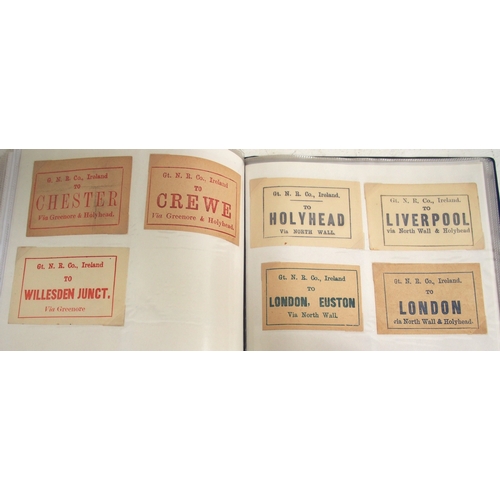 G. N. R. Co., Ireland
TO
CHESTER
Via Greenore & Holyhead.
Gt. N. R. Co., Ireland
TO
CREWE
Via Greenore & Holyhead.
Gt. N. R. Co., Ireland
TO
WILLESDEN JUNCT.
Via Greenore
Gt. N. R. Co., Ireland.
TO
HOLYHEAD
Via NORTH WALL.
Gt. N. R. Co., Ireland.
TO
LIVERPOOL
via North Wall & Holyhead
Gt. N. R. Co., Ireland
TO
LONDON, EUSTON
Via North Wall.
Gt. N. R. Co., Ireland.
TO
LONDON
via North Wall & Holyhead.